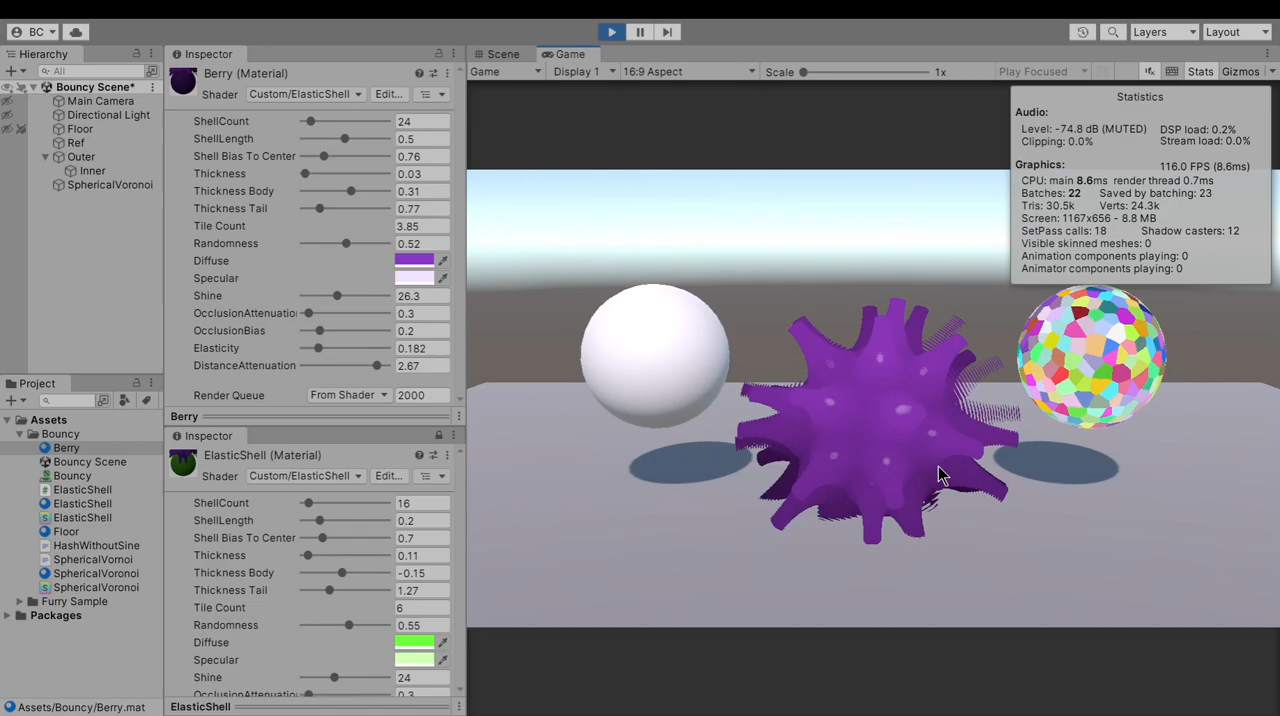 BC
Layers
Layout
Hierarchy
All
Bouncy Scene*
Main Camera
Directional Light
Floor
Ref
Outer
Inner
SphericalVoronoi
Project
Assets
Bouncy
Berry
Bouncy Scene
Bouncy
ElasticShell
ElasticShell
ElasticShell
Floor
HashWithoutSine
SphericalVornoi
SphericalVoronoi
SphericalVoronoi
Furry Sample
Packages
Assets/Bouncy/Berry.mat
Inspector
Berry (Material)
Shader Custom/ElasticShell Edit...
ShellCount 24
ShellLength 0.5
Shell Bias To Center 0.76
Thickness 0.03
Thickness Body 0.31
Thickness Tail 0.77
Tile Count 3.85
Randomness 0.52
Diffuse
Specular
Shine 26.3
OcclusionAttenuatio 0.3
OcclusionBias 0.2
Elasticity 0.182
DistanceAttenuation 2.67
Render Queue From Shader 2000
Berry
Inspector
ElasticShell (Material)
Shader Custom/ElasticShell Edit...
ShellCount 16
ShellLength 0.2
Shell Bias To Center 0.7
Thickness 0.11
Thickness Body -0.15
Thickness Tail 1.27
Tile Count 6
Randomness 0.55
Diffuse
Specular
Shine 24
OcclusionAttenuatio 0.3
ElasticShell
Scene Game
Game Display 1 16:9 Aspect Scale 1x Play Focused Stats Gizmos
Statistics
Audio:
Level: -74.8 dB (MUTED) DSP load: 0.2%
Clipping: 0.0% Stream load: 0.0%
Graphics: 116.0 FPS (8.6ms)
CPU: main 8.6ms render thread 0.7ms
Batches: 22 Saved by batching: 23
Tris: 30.5k Verts: 24.3k
Screen: 1167x656 - 8.8 MB
SetPass calls: 18 Shadow casters: 12
Visible skinned meshes: 0
Animation components playing: 0
Animator components playing: 0